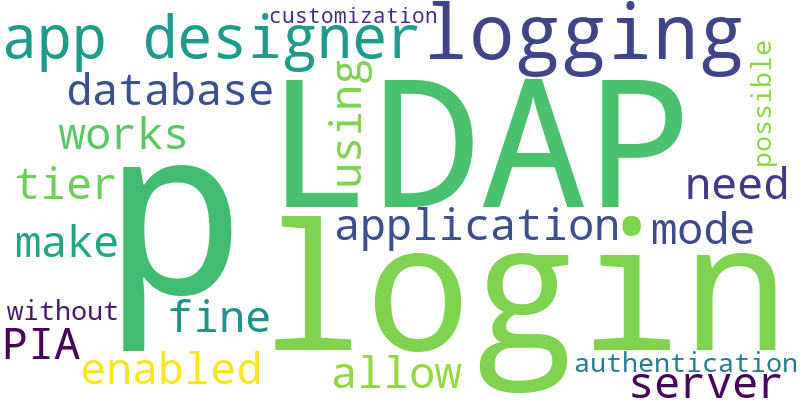 customization
app designer
logging
database
using
possible
LDAP
works
tier
p
need
application
mode
make
login
without
fine
PIA
enabled
allow
authentication
server